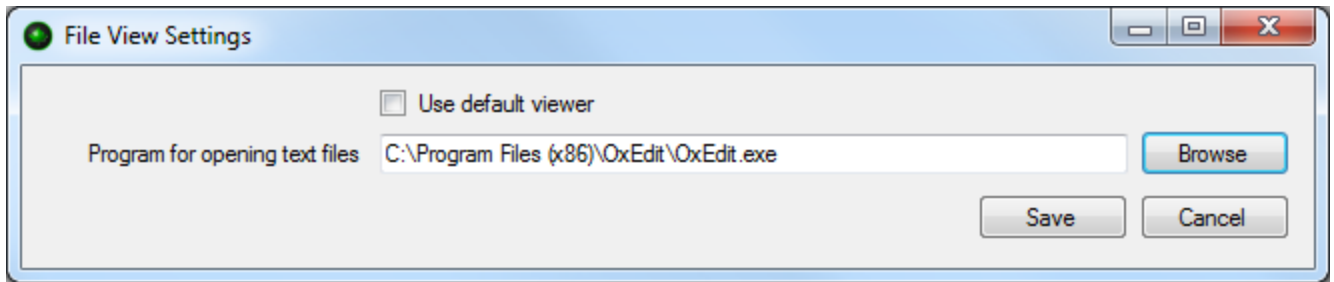 File View Settings
Use default viewer
Program for opening text files C:\Program Files (x86)\OxEdit\OxEdit.exe Browse
Save Cancel